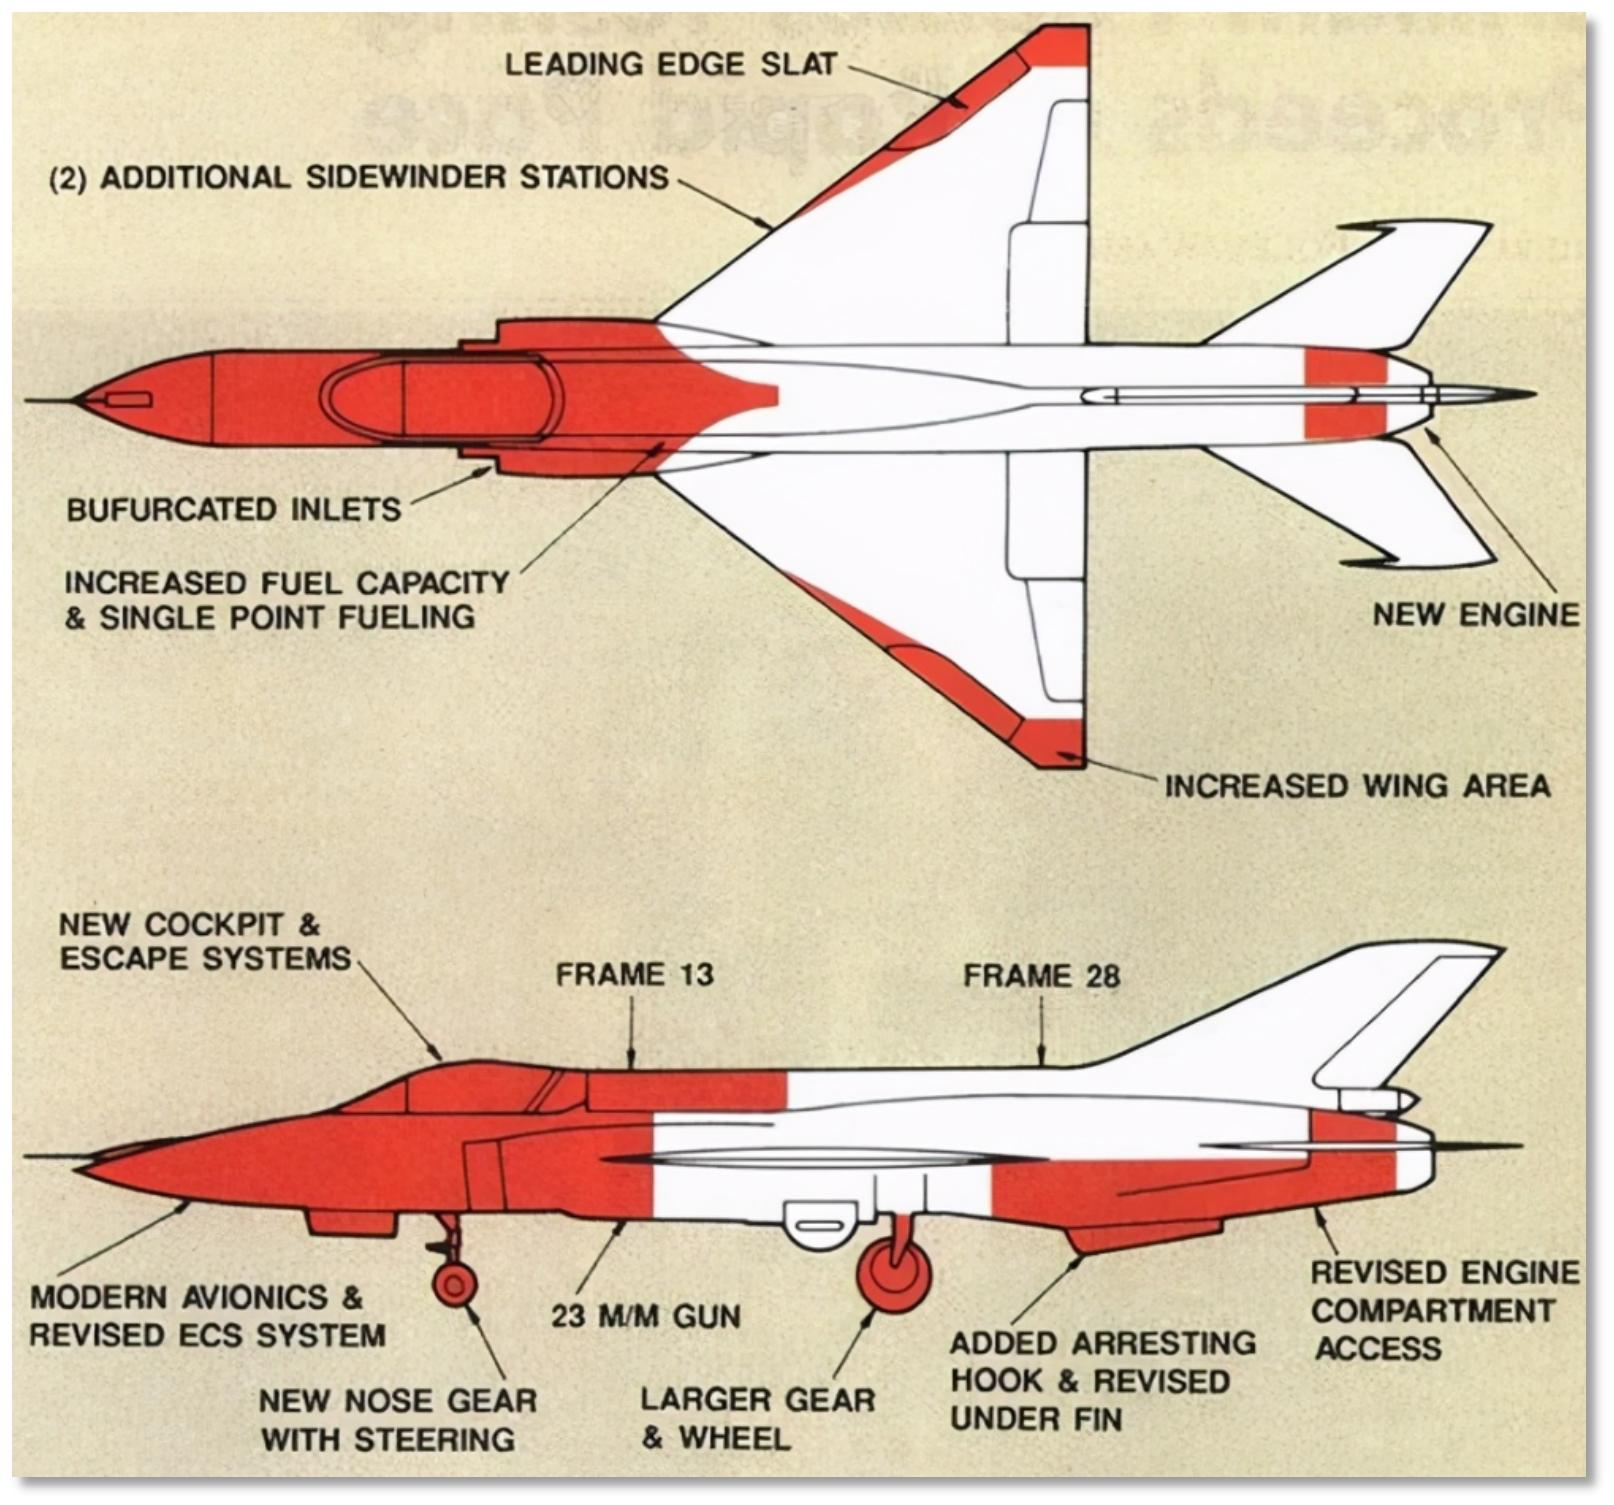 LEADING EDGE SLAT
(2) ADDITIONAL SIDEWINDER STATIONS
BUFURCATED INLETS
INCREASED FUEL CAPACITY
& SINGLE POINT FUELING
NEW ENGINE
INCREASED WING AREA
NEW COCKPIT &
ESCAPE SYSTEMS
FRAME 13
FRAME 28
MODERN AVIONICS &
REVISED ECS SYSTEM
23 M/M GUN
NEW NOSE GEAR
WITH STEERING
LARGER GEAR
& WHEEL
ADDED ARRESTING
HOOK & REVISED
UNDER FIN
REVISED ENGINE
COMPARTMENT
ACCESS